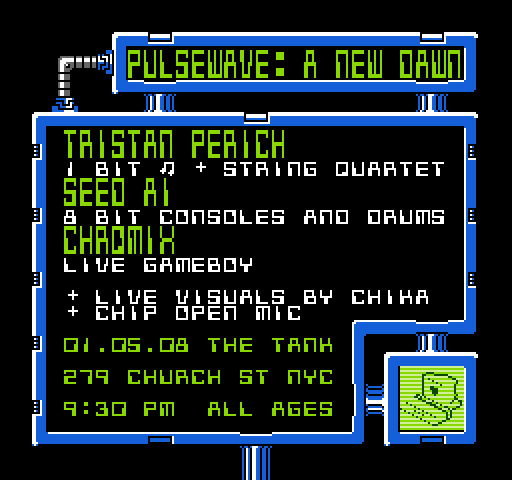 PULSEWAVE: A NEW DAWN
TRISTAN PERICH
1 BIT ♫ + STRING QUARTET
SEED AI
8 BIT CONSOLES AND DRUMS
CHROMIX
LIVE GAMEBOY
+ LIVE VISUALS BY CHIKA
+ CHIP OPEN MIC
01.05.08 THE TANK
279 CHURCH ST NYC
9:30 PM ALL AGES